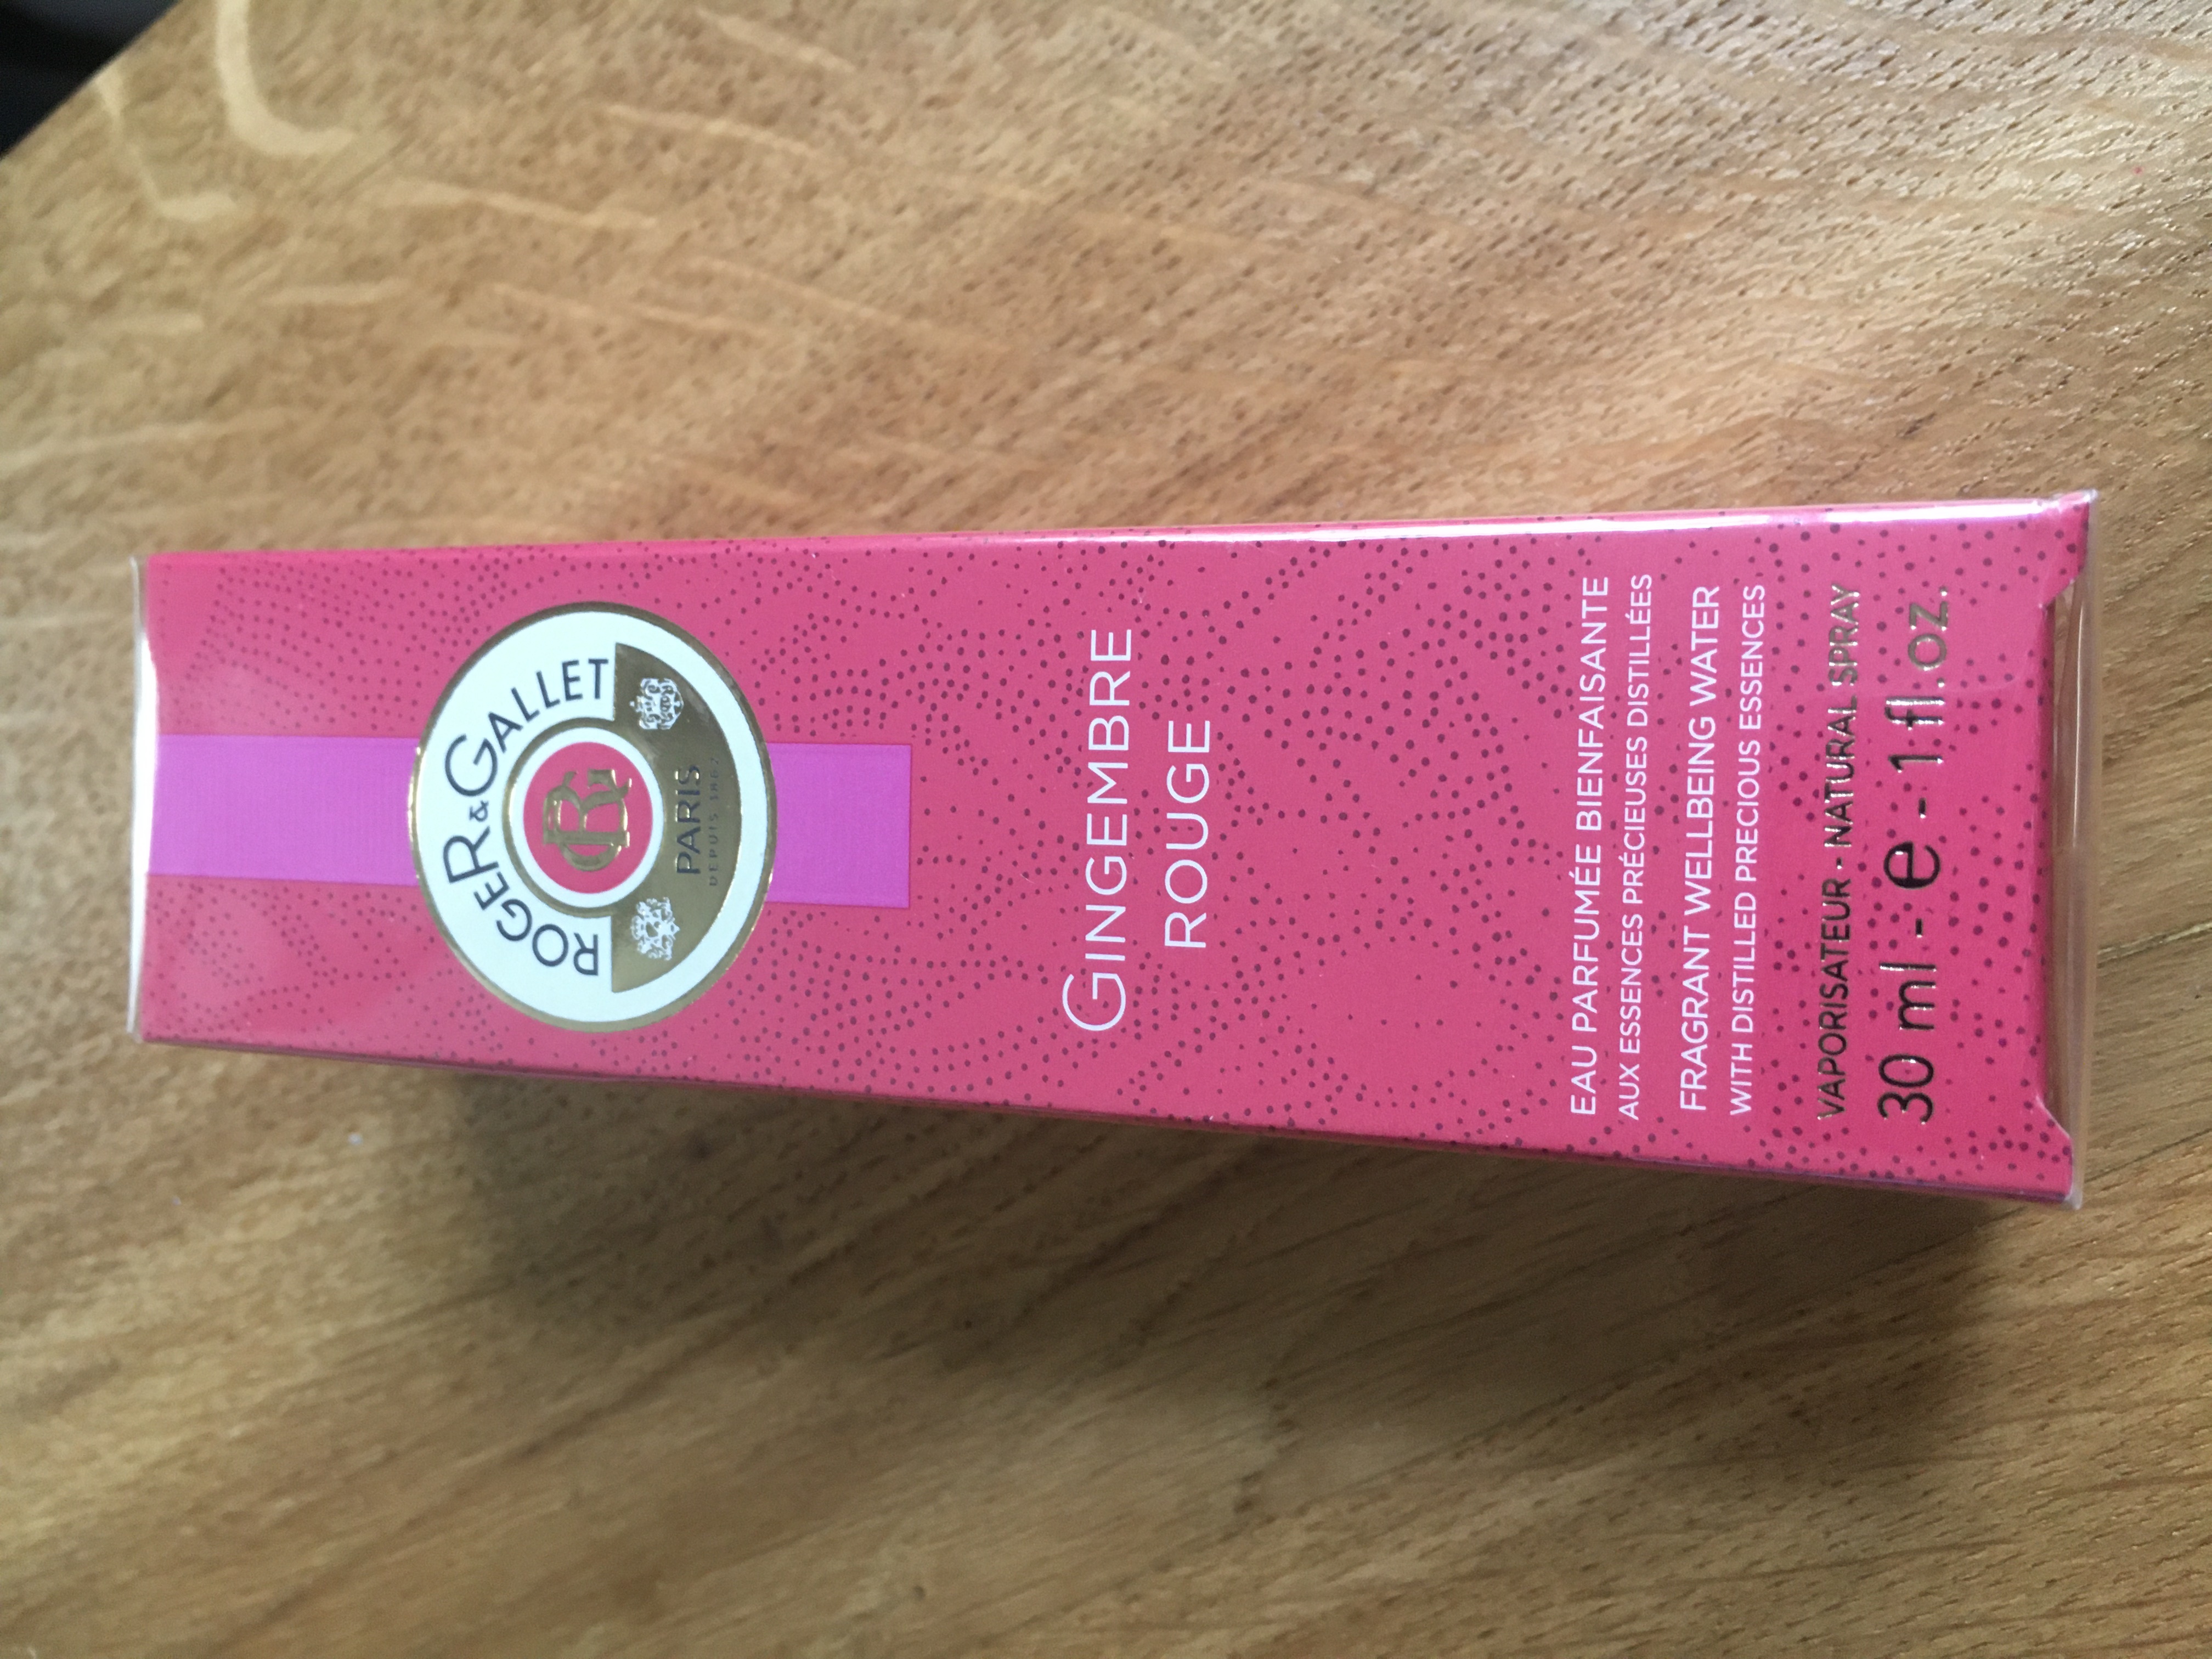 ROGER & GALLET
PARIS
DEPUIS 1862
GINGEMBRE
ROUGE
EAU PARFUMÉE BIENFAISANTE
AUX ESSENCES PRÉCIEUSES DISTILLÉES
FRAGRANT WELLBEING WATER
WITH DISTILLED PRECIOUS ESSENCES
VAPORISATEUR - NATURAL SPRAY
30 ml - e - 1 fl.oz.